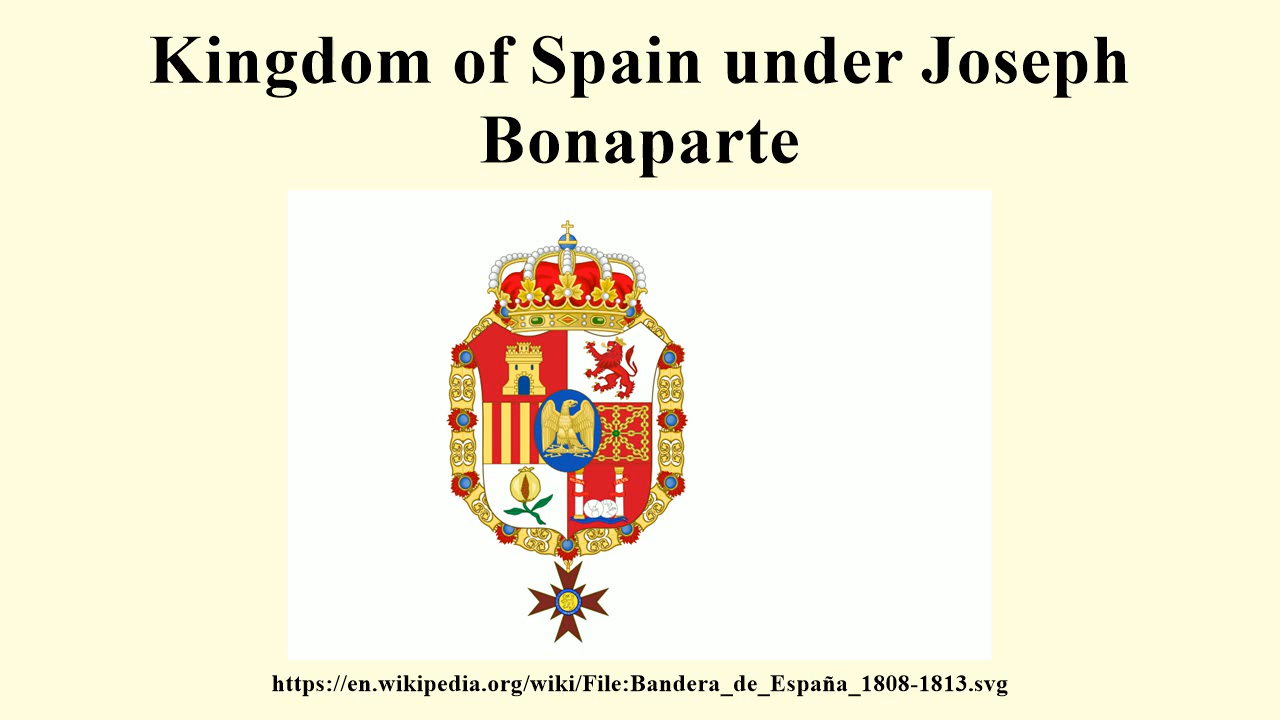 Kingdom of Spain under Joseph
Bonaparte
https://en.wikipedia.org/wiki/File:Bandera_de_España_1808-1813.svg